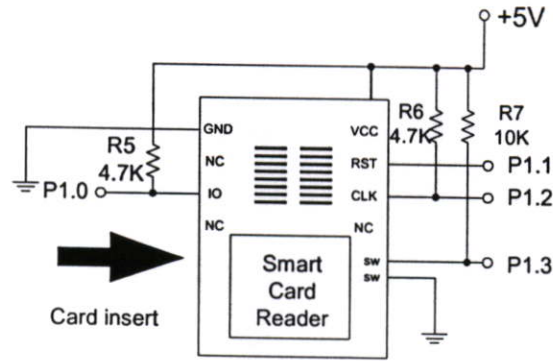 +5V
R5
4.7K
P1.0
GND
NC
IO
NC
VCC
RST
CLK
NC
SW
SW
R6
4.7K
R7
10K
P1.1
P1.2
P1.3
Smart
Card
Reader
Card insert